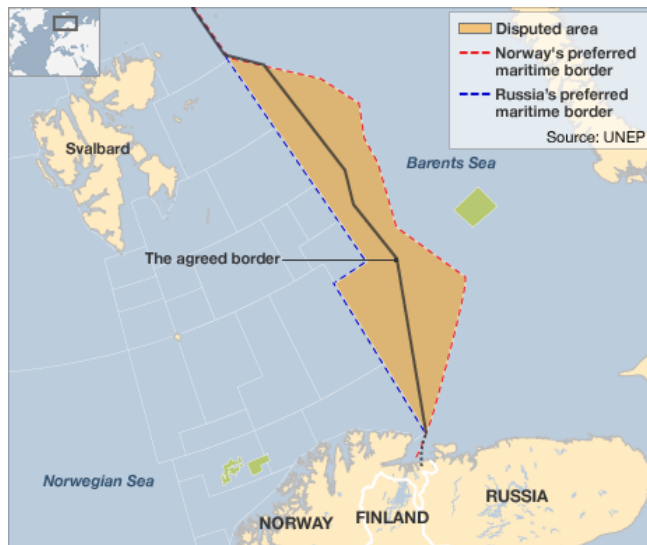 Disputed area
Norway's preferred
maritime border
Russia's preferred
maritime border
Source: UNEP
Svalbard
Barents Sea
The agreed border
Norwegian Sea
NORWAY
FINLAND
RUSSIA